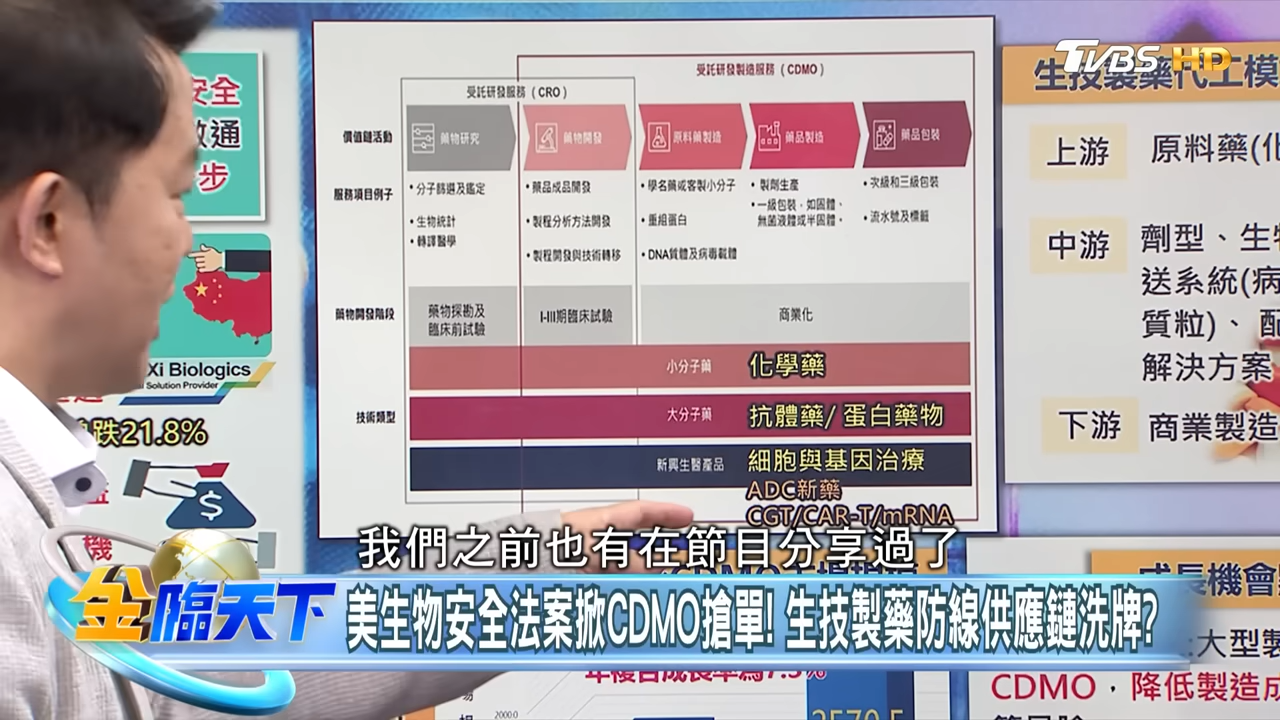 TVBS HD
安全
通
步
Xi Biologics
Solution Provider
跌21.8%
$
機
受託研發製造服務（CDMO）
受託研發服務（CRO）
價值鏈活動
藥物研究
藥物開發
原料藥製造
藥品製造
藥品包裝
服務項目例子
• 分子篩選及鑑定
• 生物統計
• 轉譯醫學
• 藥品成品開發
• 製程分析方法開發
• 製程開發與技術轉移
• 學名藥或客製小分子
• 重組蛋白
• DNA質體及病毒載體
• 製劑生產
• 一級包裝，如固體、
無菌液體或半固體。
• 次級和三級包裝
• 流水號及標籤
藥物開發階段
藥物探勘及
臨床前試驗
I-III期臨床試驗
商業化
技術類型
小分子藥 化學藥
大分子藥 抗體藥/ 蛋白藥物
新興生醫產品 細胞與基因治療
ADC新藥
CGT/CAR-T/mRNA
生技製藥代工模
上游
原料藥(化
中游
劑型、生物
送系統(病
質粒)、配
解決方案
下游
商業製造
成長機會
大型製
CDMO，降低製造成
年複合成長率為7.3%
2000.0
我們之前也有在節目分享過了
金臨天下
美生物安全法案掀CDMO搶單! 生技製藥防線供應鏈洗牌?